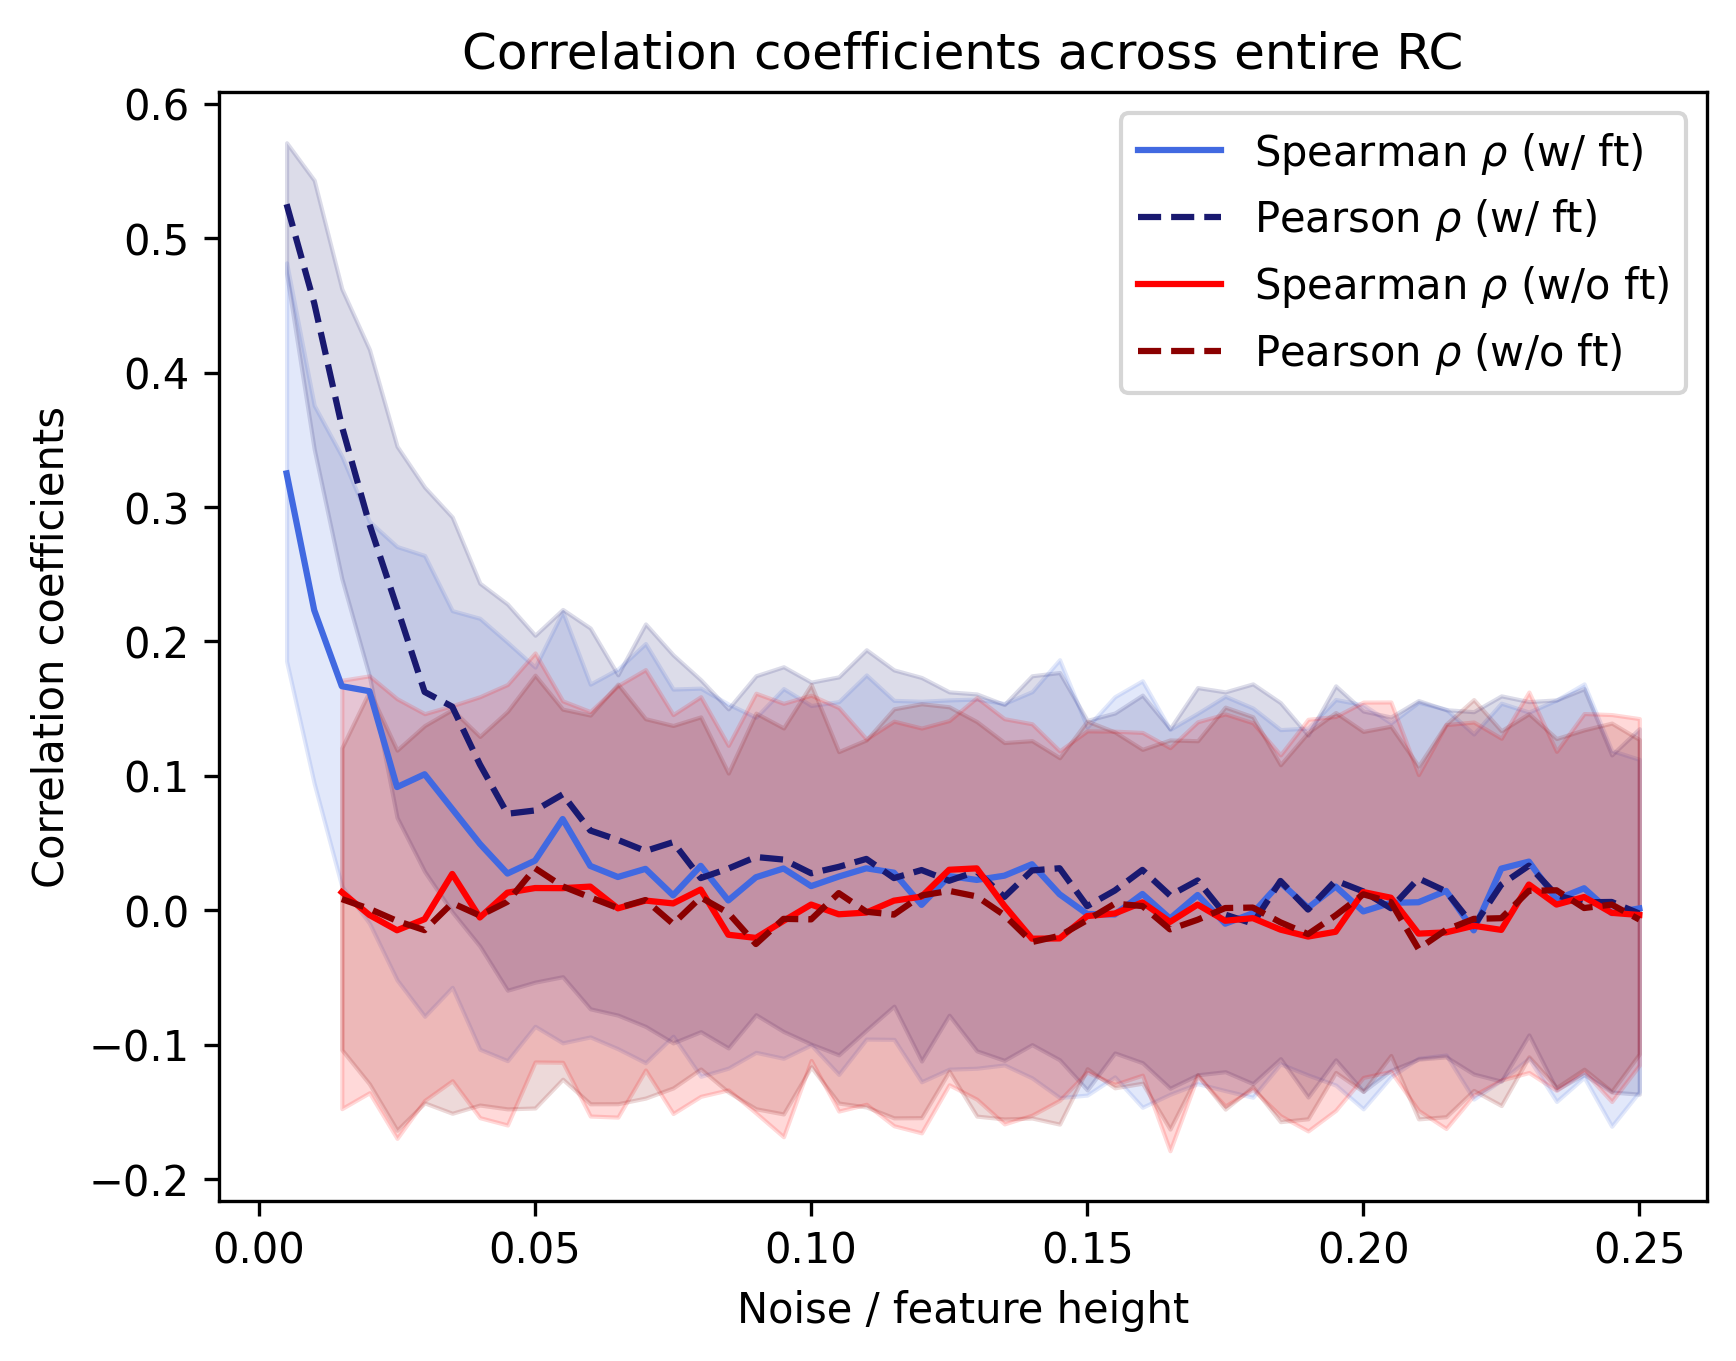 Correlation coefficients across entire RC
Spearman ρ (w/ ft)
Pearson ρ (w/ ft)
Spearman ρ (w/o ft)
Pearson ρ (w/o ft)
Correlation coefficients
0.6
0.5
0.4
0.3
0.2
0.1
0.0
−0.1
−0.2
0.00 0.05 0.10 0.15 0.20 0.25
Noise / feature height